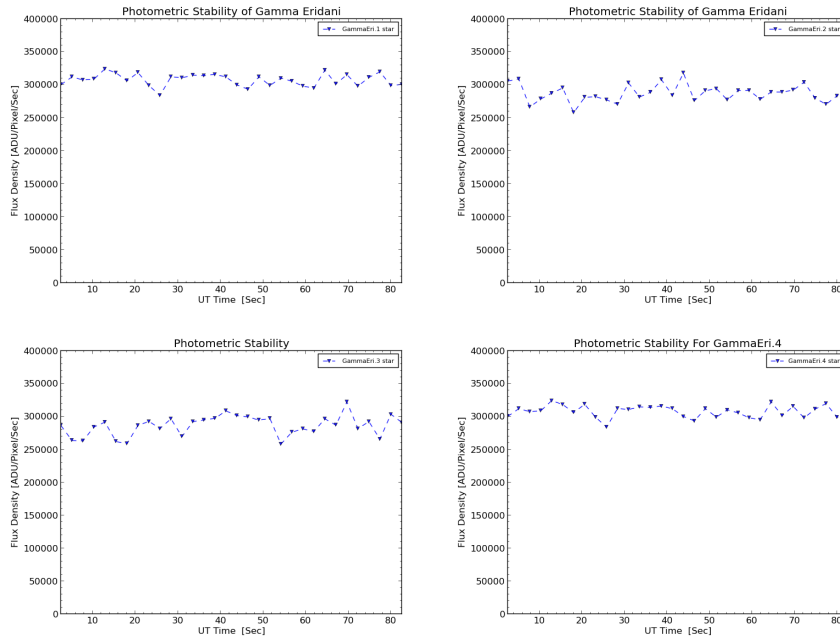 Photometric Stability of Gamma Eridani
400000
350000
300000
250000
200000
150000
100000
50000
0
Flux Density [ADU/Pixel/Sec]
GammaEri.1 star
10 20 30 40 50 60 70 80
UT Time [Sec]
Photometric Stability of Gamma Eridani
400000
350000
300000
250000
200000
150000
100000
50000
0
Flux Density [ADU/Pixel/Sec]
GammaEri.2 star
10 20 30 40 50 60 70 80
UT Time [Sec]
Photometric Stability
400000
350000
300000
250000
200000
150000
100000
50000
0
Flux Density [ADU/Pixel/Sec]
GammaEri.3 star
10 20 30 40 50 60 70 80
UT Time [Sec]
Photometric Stability For GammaEri.4
400000
350000
300000
250000
200000
150000
100000
50000
0
Flux Density [ADU/Pixel/Sec]
GammaEri.4 star
10 20 30 40 50 60 70 80
UT Time [Sec]